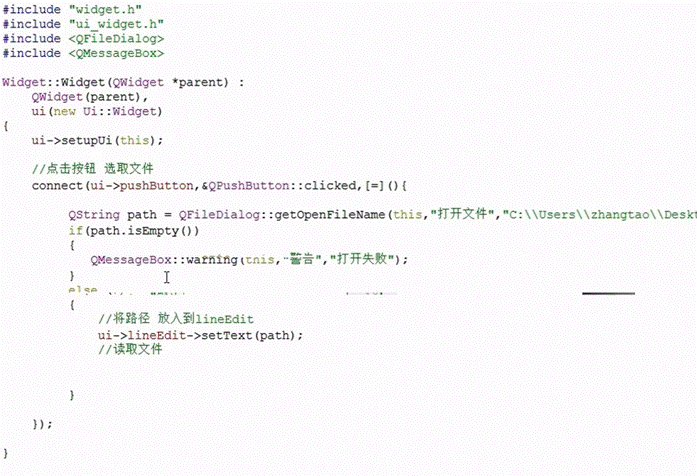 #include "widget.h"
#include "ui_widget.h"
#include <QFileDialog>
#include <QMessageBox>
Widget::Widget(QWidget *parent) :
QWidget(parent),
ui(new Ui::Widget)
{
ui->setupUi(this);
//点击按钮 选取文件
connect(ui->pushButton,&QPushButton::clicked,[=](){
QString path = QFileDialog::getOpenFileName(this,"打开文件","C:\\Users\\zhangtao\\Deskt
if(path.isEmpty())
{
QMessageBox::warning(this,"警告","打开失败");
}
else
{
//将路径 放入到lineEdit
ui->lineEdit->setText(path);
//读取文件
}
});
}